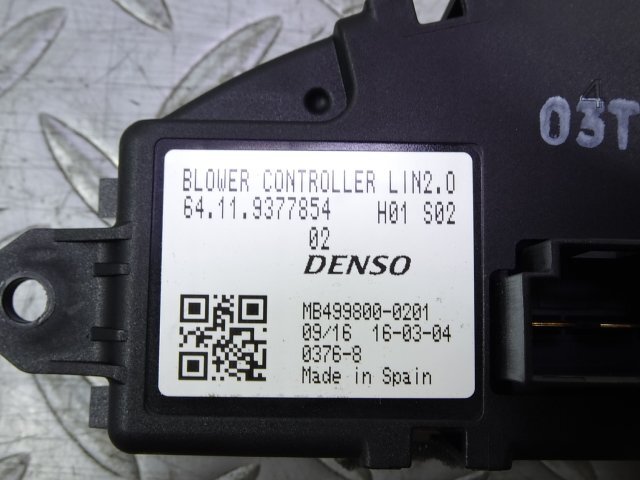 4
03T
BLOWER CONTROLLER LIN2.0
64.11.9377854 H01 S02
02
DENSO
MB499800-0201
09/16 16-03-04
0376-8
Made in Spain